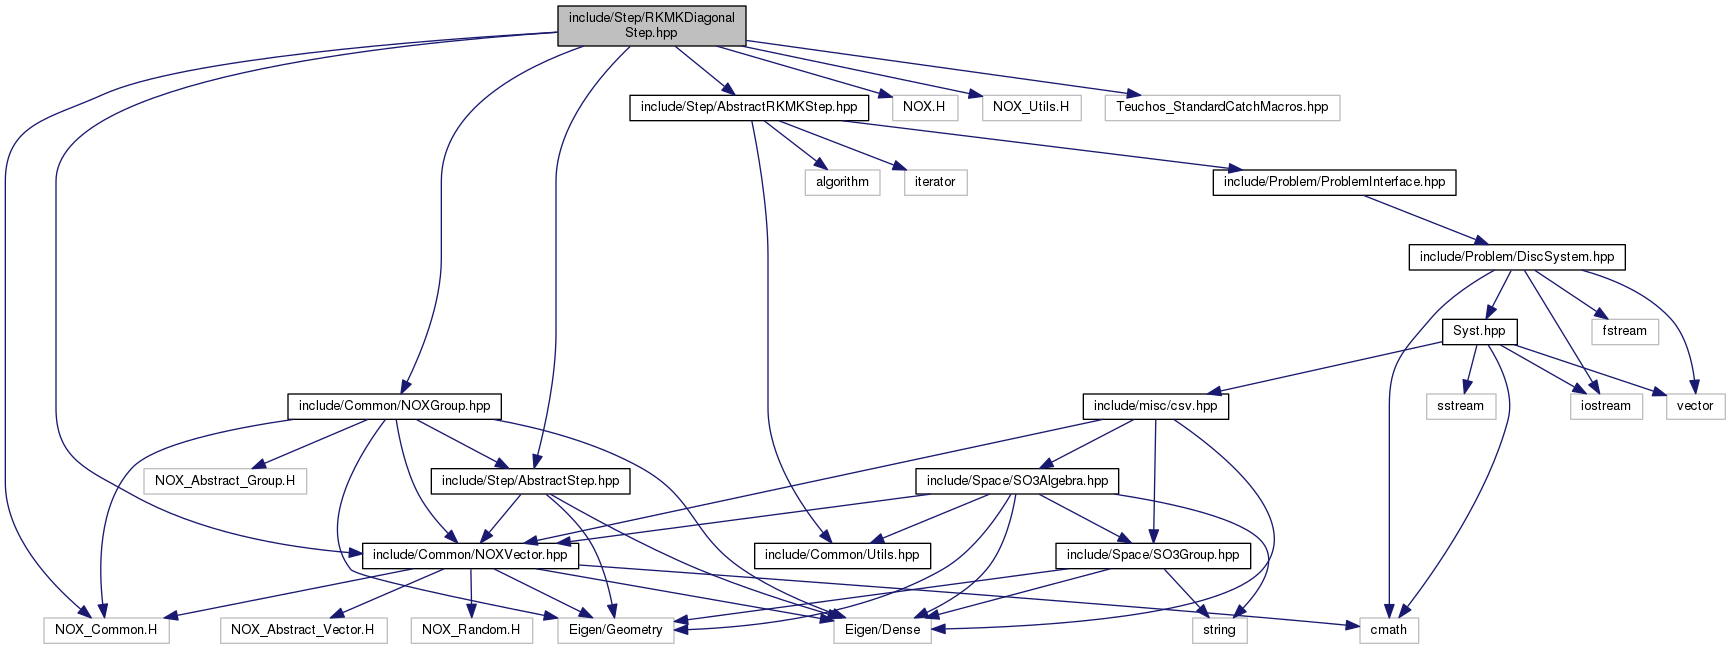 include/Step/RKMKDiagonal
Step.hpp
include/Step/AbstractRKMKStep.hpp
NOX.H
NOX_Utils.H
Teuchos_StandardCatchMacros.hpp
algorithm
iterator
include/Problem/ProblemInterface.hpp
include/Problem/DiscSystem.hpp
Syst.hpp
fstream
include/Common/NOXGroup.hpp
include/misc/csv.hpp
sstream
iostream
vector
NOX_Abstract_Group.H
include/Step/AbstractStep.hpp
include/Space/SO3Algebra.hpp
include/Common/NOXVector.hpp
include/Common/Utils.hpp
include/Space/SO3Group.hpp
NOX_Common.H
NOX_Abstract_Vector.H
NOX_Random.H
Eigen/Geometry
Eigen/Dense
string
cmath